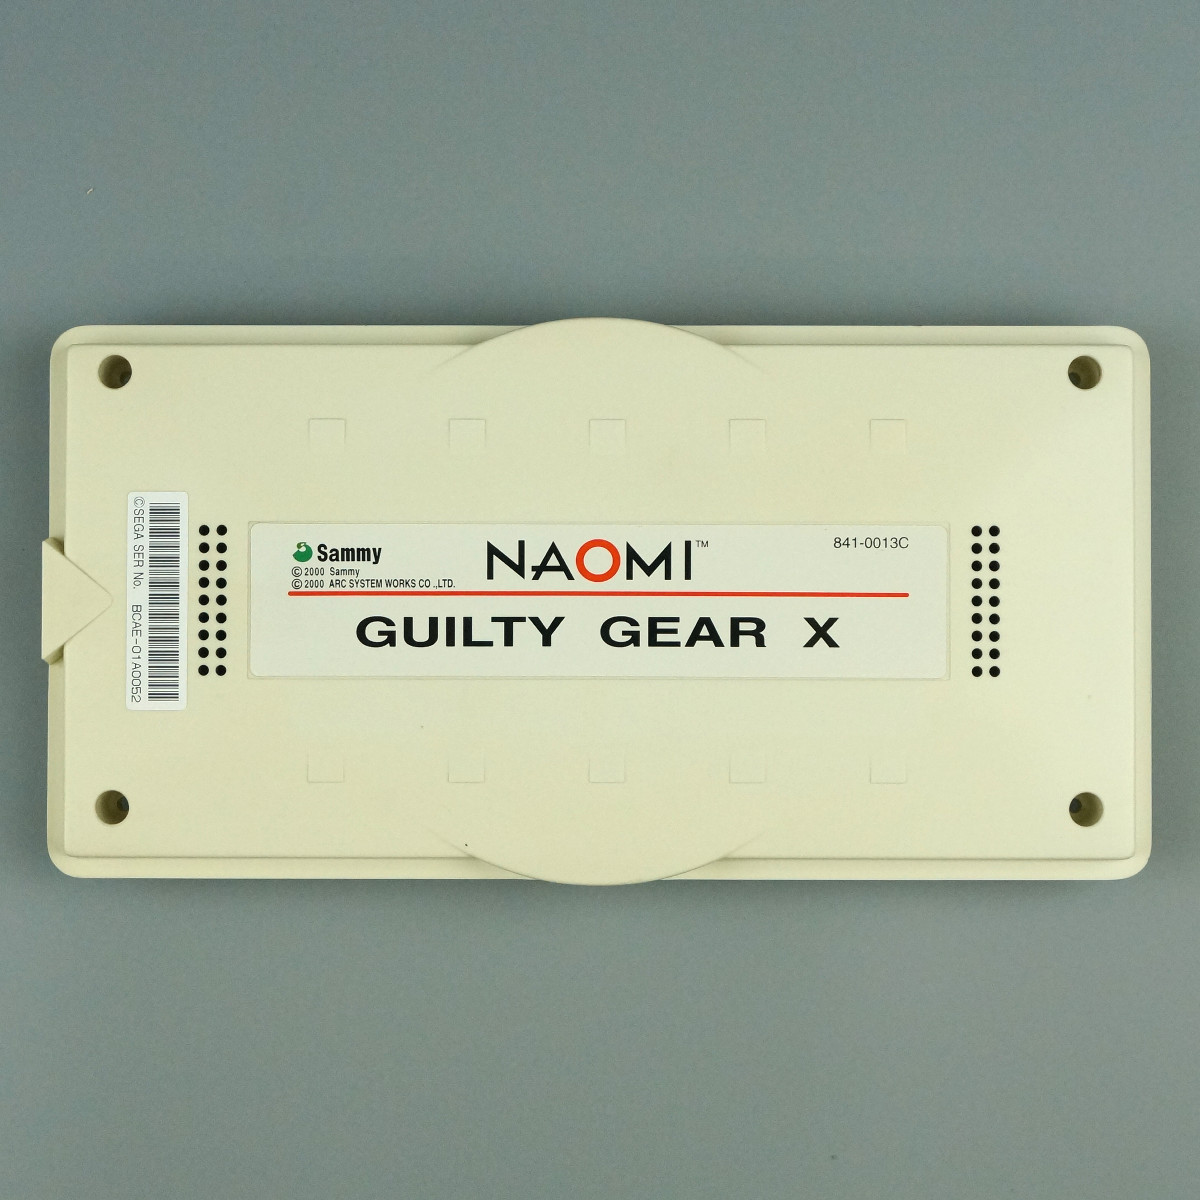 ©SEGA SER No. BCAE-01A0052
Sammy
© 2000 Sammy
© 2000 ARC SYSTEM WORKS CO .,LTD.
NAOMI™
841-0013C
GUILTY GEAR X